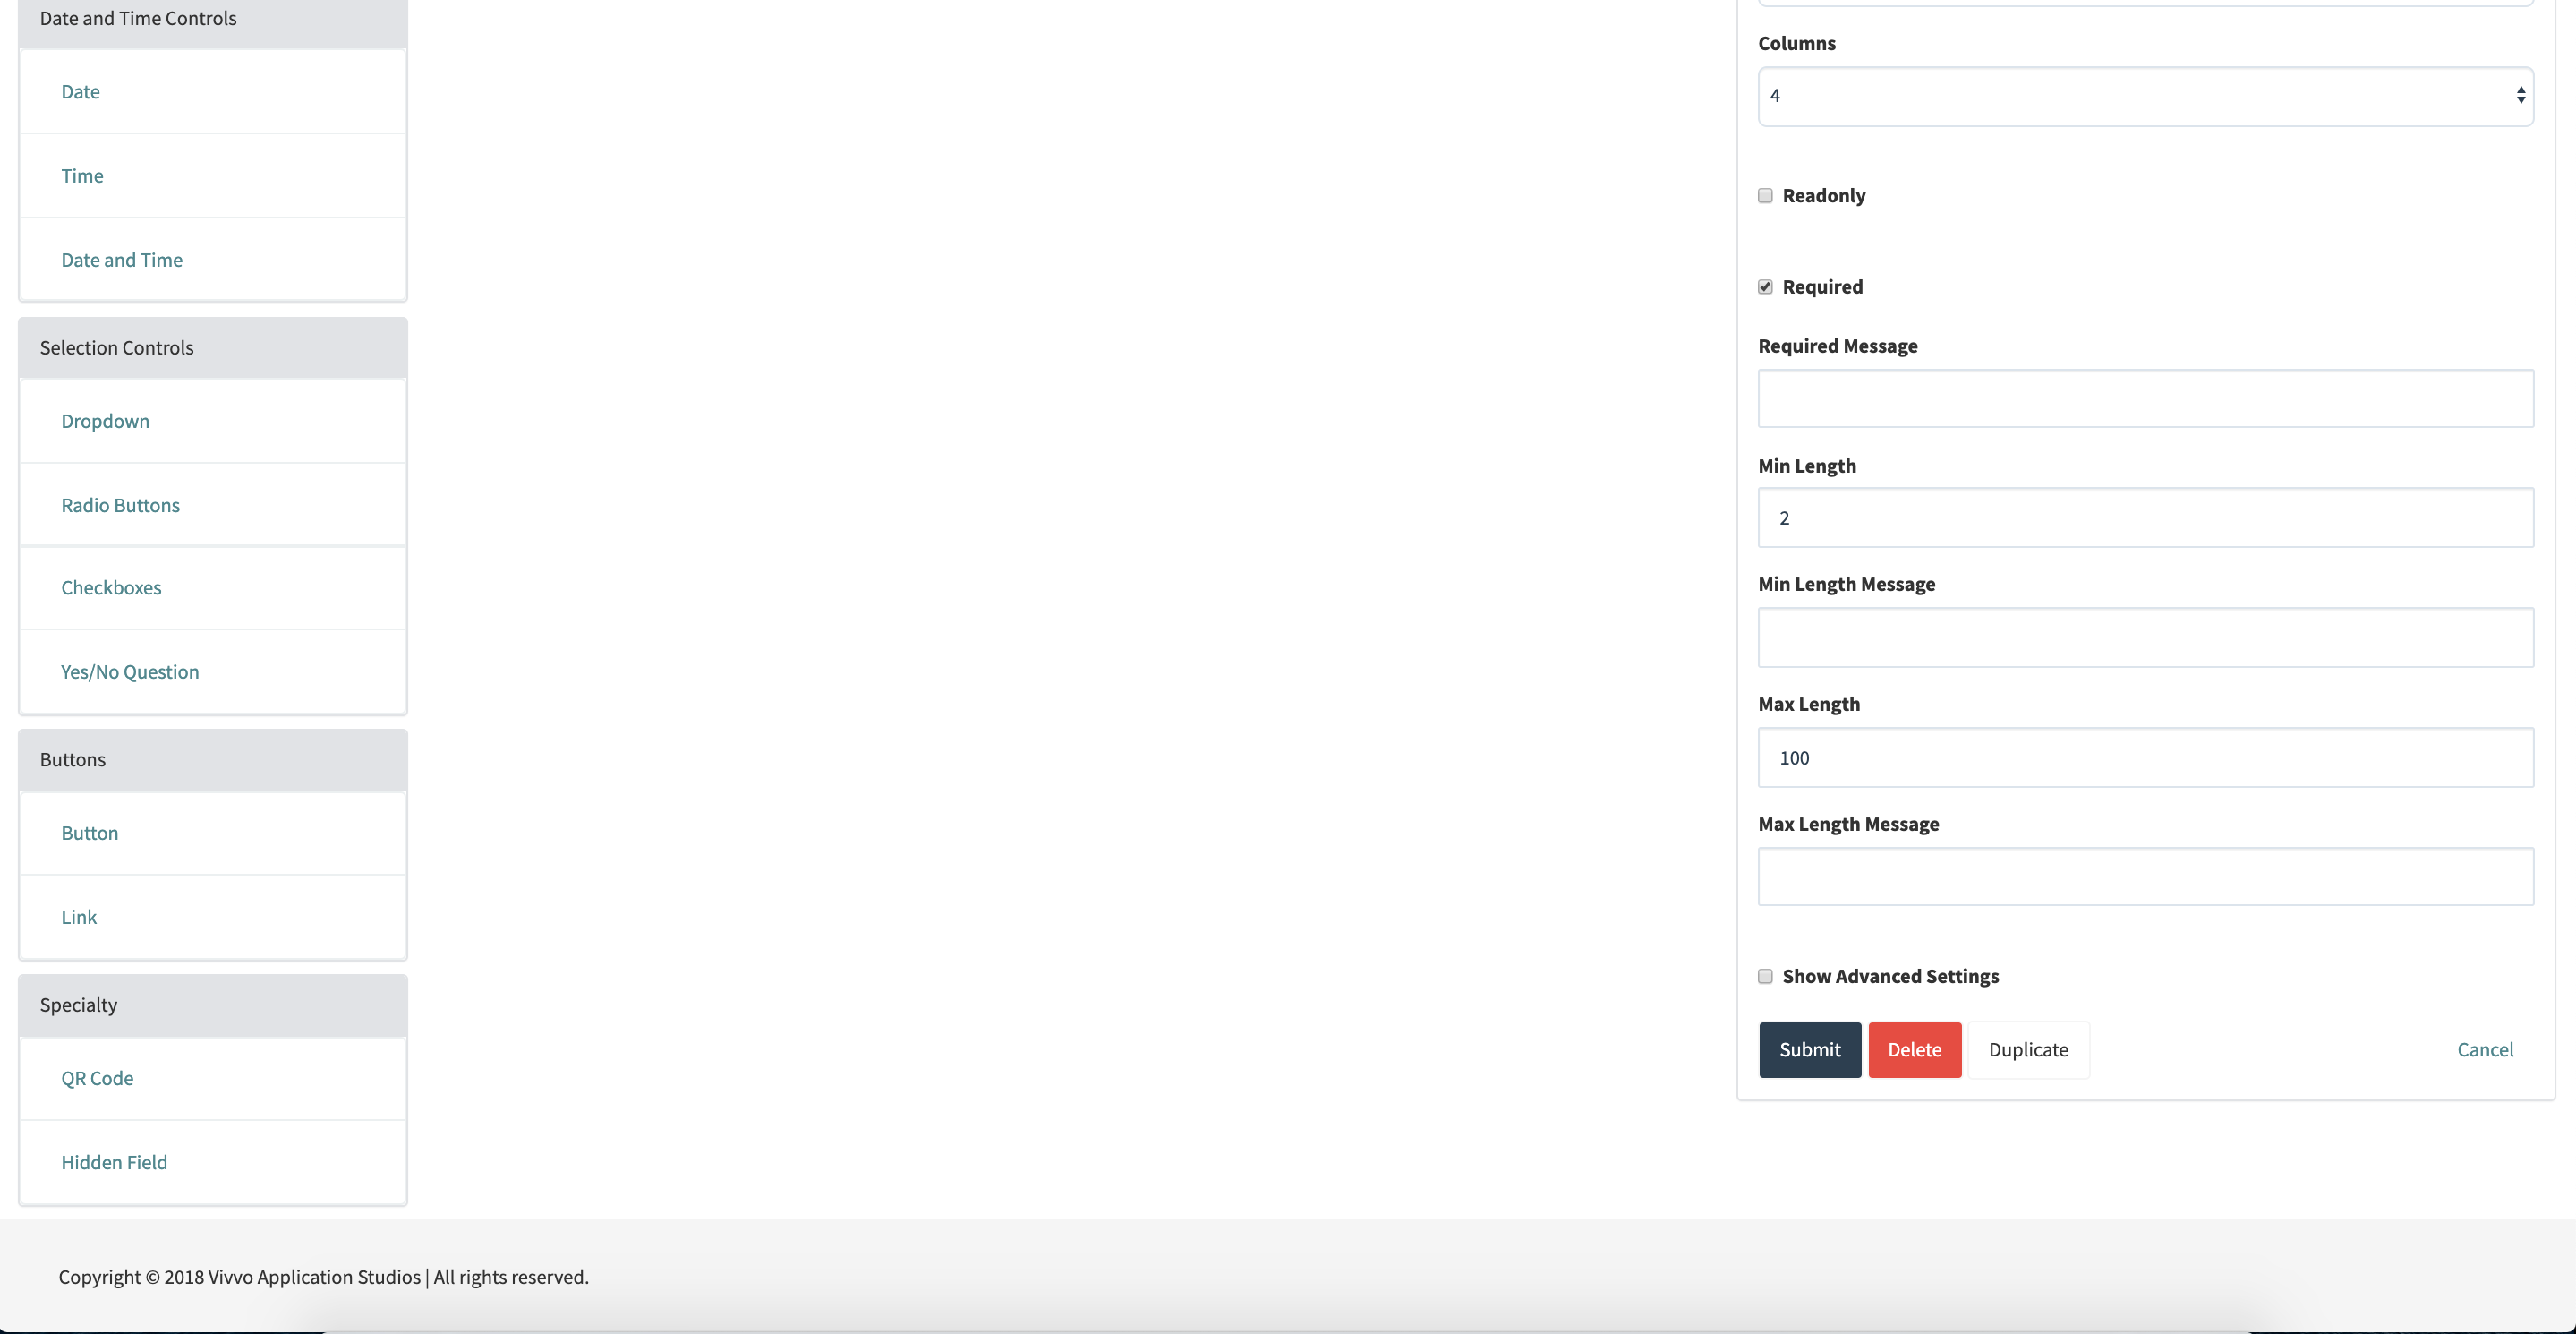 Date and Time Controls
Date
Time
Date and Time
Selection Controls
Dropdown
Radio Buttons
Checkboxes
Yes/No Question
Buttons
Button
Link
Specialty
QR Code
Hidden Field
Columns
4
Readonly
Required
Required Message
Min Length
2
Min Length Message
Max Length
100
Max Length Message
Show Advanced Settings
Submit Delete Duplicate Cancel
Copyright © 2018 Vivvo Application Studios | All rights reserved.